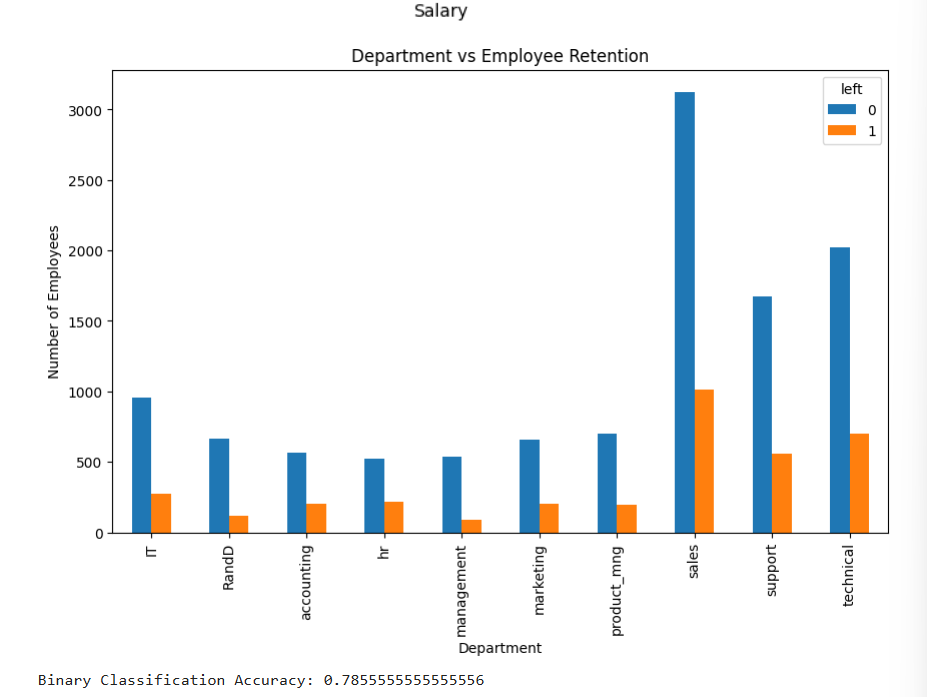 Salary
Department vs Employee Retention
left
0
1
3000
2500
2000
1500
1000
500
0
Number of Employees
IT
RandD
accounting
hr
management
marketing
product_mng
sales
support
technical
Department
Binary Classification Accuracy: 0.7855555555555556